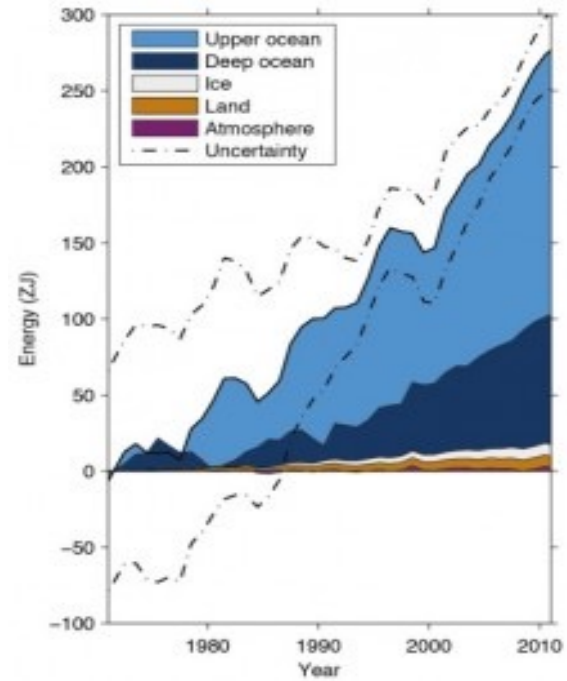 300
250
200
150
100
50
0
−50
−100
Energy (ZJ)
Upper ocean
Deep ocean
Ice
Land
Atmosphere
Uncertainty
1980 1990 2000 2010
Year